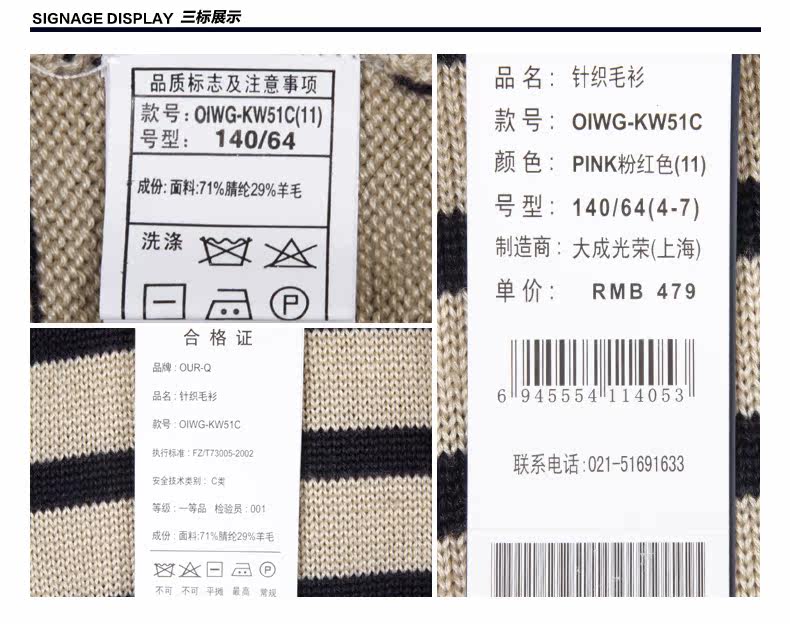 SIGNAGE DISPLAY 三标展示
品质标志及注意事项
款号: OIWG-KW51C(11)
号型: 140/64
成份: 面料:71%腈纶29%羊毛
洗涤
P
品名: 针织毛衫
款号: OIWG-KW51C
颜色: PINK粉红色(11)
号型: 140/64(4-7)
制造商: 大成光荣(上海)
单价: RMB 479
6 945554 114053
联系电话:021-51691633
合格证
品牌: OUR-Q
品名: 针织毛衫
款号: OIWG-KW51C
执行标准: FZ/T73005-2002
安全技术类别: C类
等级: 一等品 检验员: 001
成份: 面料:71%腈纶29%羊毛
P
不可 不可 平摊 最高 常规